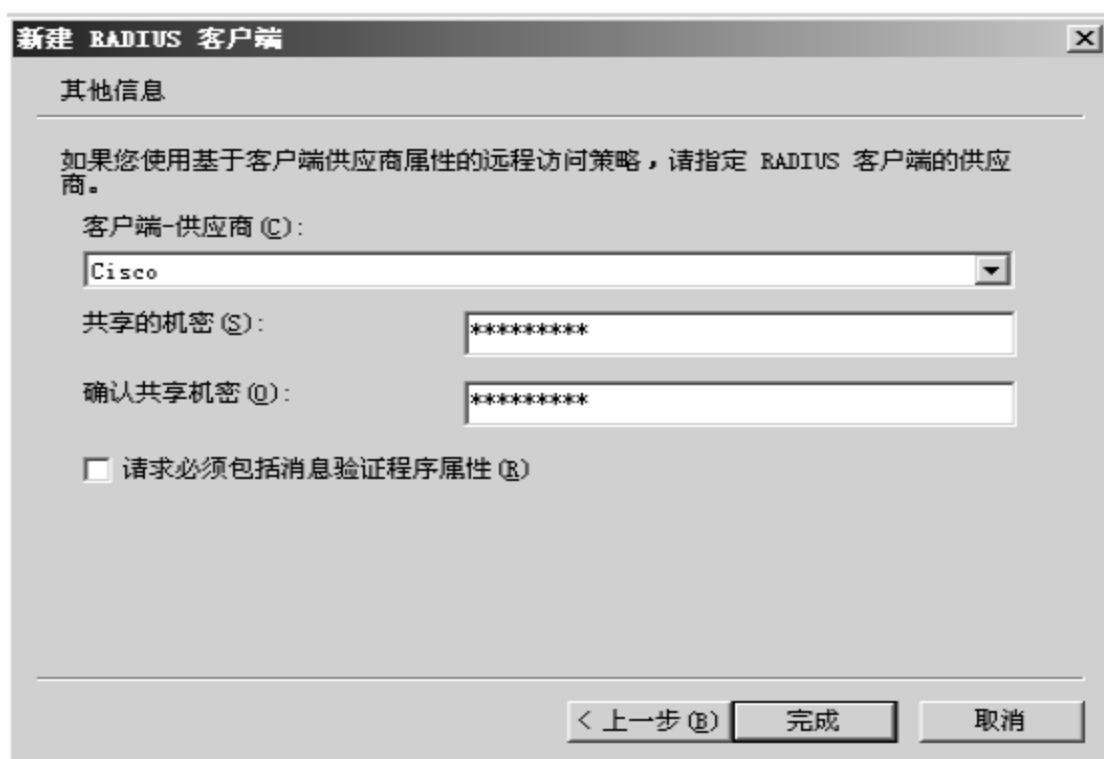 新建 RADIUS 客户端
其他信息
如果您使用基于客户端供应商属性的远程访问策略，请指定 RADIUS 客户端的供应
商。
客户端-供应商(C)：
Cisco
共享的机密(S)：
*********
确认共享机密(O)：
*********
请求必须包括消息验证程序属性(R)
< 上一步(B)
完成
取消